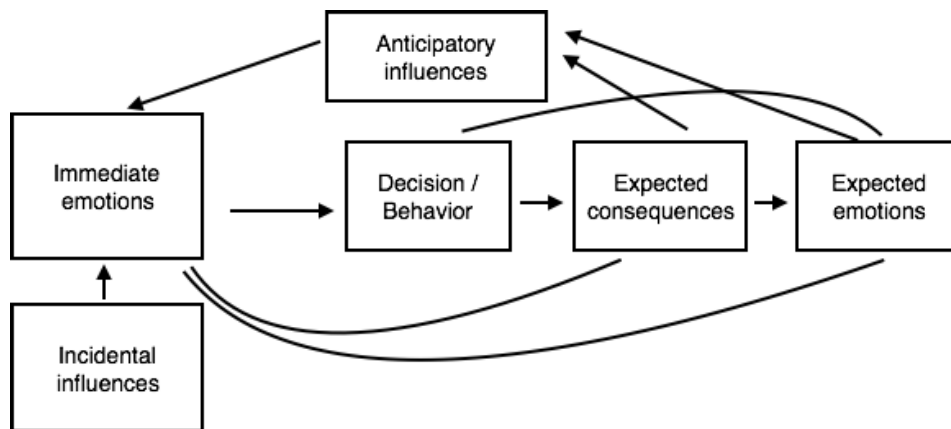 Anticipatory
influences
Immediate
emotions
Decision /
Behavior
Expected
consequences
Expected
emotions
Incidental
influences